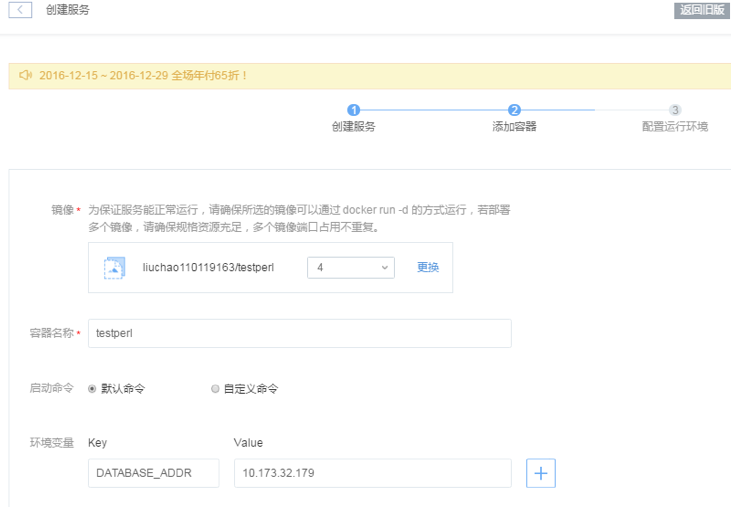 创建服务 返回旧版
2016-12-15 ~ 2016-12-29 全场年付65折！
1 2 3
创建服务 添加容器 配置运行环境
镜像 * 为保证服务能正常运行，请确保所选的镜像可以通过 docker run -d 的方式运行，若部署
多个镜像，请确保规格资源充足，多个镜像端口占用不重复。
liuchao110119163/testperl 4 更换
容器名称 * testperl
启动命令 默认命令 自定义命令
环境变量 Key Value
DATABASE_ADDR 10.173.32.179